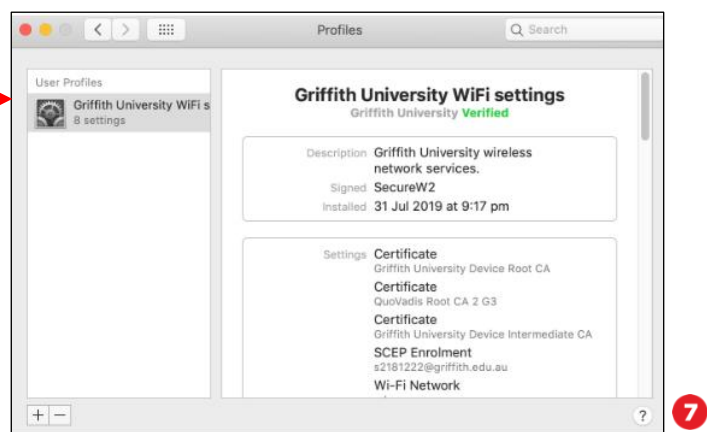 Profiles
Search
User Profiles
Griffith University WiFi s
8 settings
Griffith University WiFi settings
Griffith University Verified
Description Griffith University wireless
network services.
Signed SecureW2
Installed 31 Jul 2019 at 9:17 pm
Settings Certificate
Griffith University Device Root CA
Certificate
QuoVadis Root CA 2 G3
Certificate
Griffith University Device Intermediate CA
SCEP Enrolment
s2181222@griffith.edu.au
Wi-Fi Network
+ −
?
7